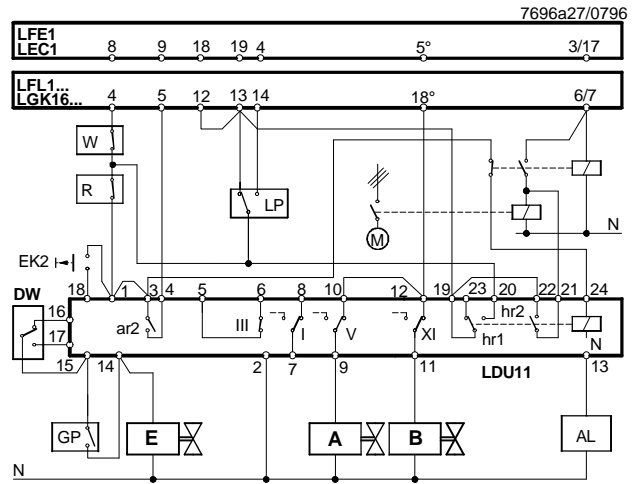 7696a27/0796
LFE1
LEC1
8 9 18 19 4 5° 3/17
LFL1...
LGK16...
4 5 12 13 14 18° 6/7
W
R
LP
M
N
EK2
18 1 3 4 5 6 8 10 12 19 23 20 22 21 24
DW
16
17
ar2 III I V XI hr1 hr2 N
15 14 2 7 9 11 LDU11 13
GP E A B AL
N